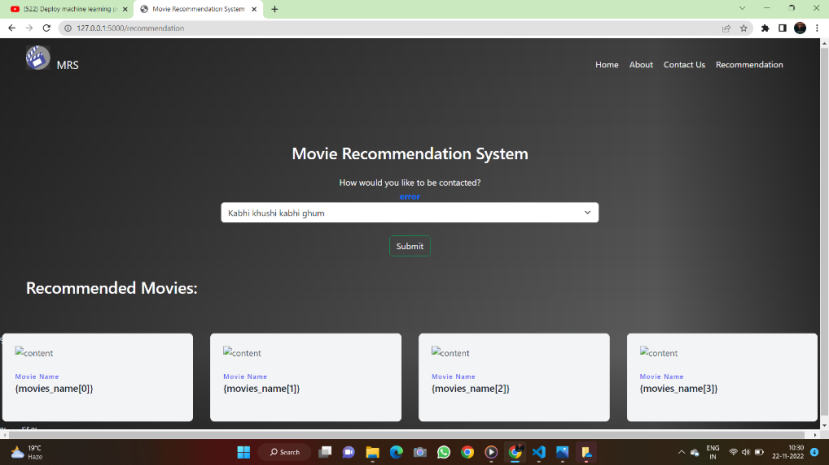 (522) Deploy machine learning p
Movie Recommendation System
127.0.0.1:5000/recommendation
MRS
Home About Contact Us Recommendation
Movie Recommendation System
How would you like to be contacted?
error
Kabhi khushi kabhi ghum
Submit
Recommended Movies:
content content content content
Movie Name Movie Name Movie Name Movie Name
{movies_name[0]} {movies_name[1]} {movies_name[2]} {movies_name[3]}
19°C
Haze
Search
ENG
IN
10:30
22-11-2022